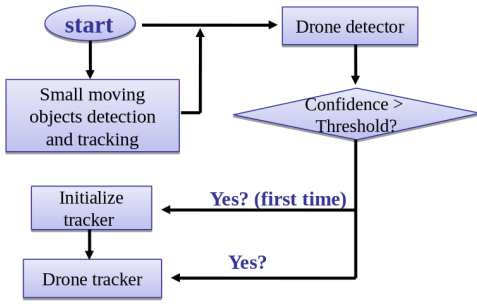 start
Drone detector
Small moving
objects detection
and tracking
Confidence >
Threshold?
Yes? (first time)
Initialize
tracker
Yes?
Drone tracker